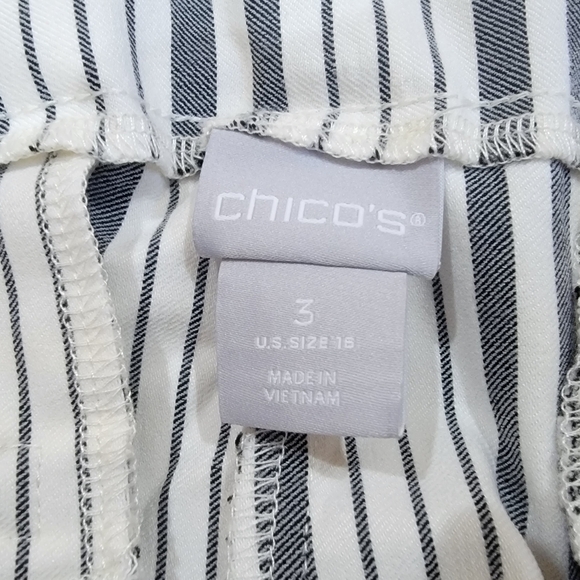 chico's®
3
U.S. SIZE 16
MADE IN
VIETNAM